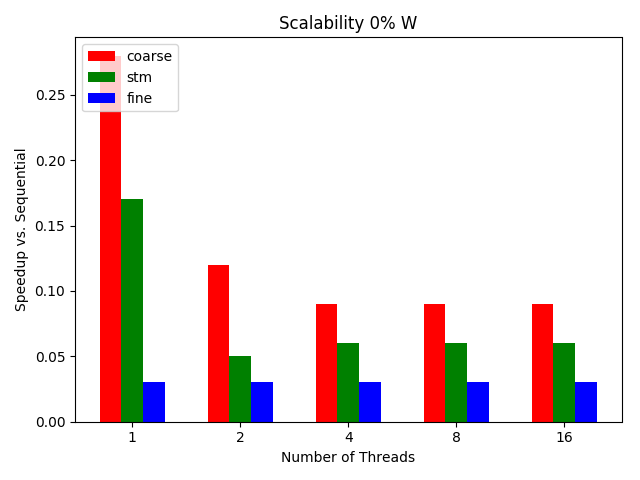 Scalability 0% W
coarse
stm
fine
Speedup vs. Sequential
0.25
0.20
0.15
0.10
0.05
0.00
1 2 4 8 16
Number of Threads